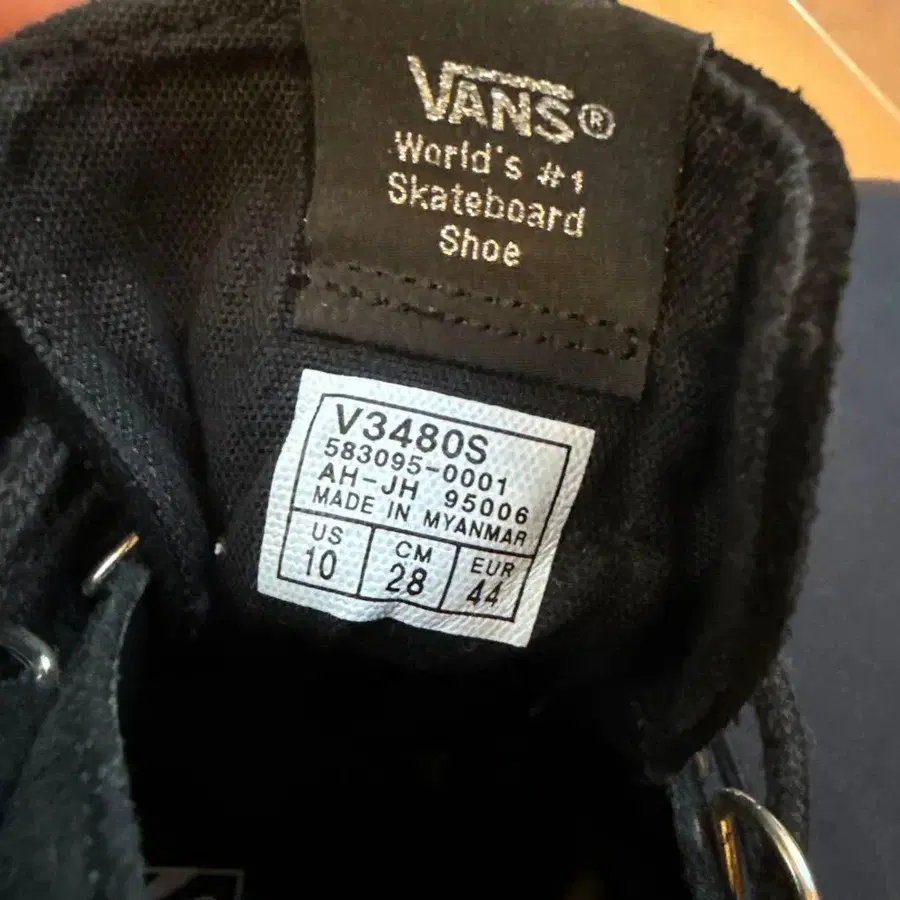 VANS®
World's #1
Skateboard
Shoe
V3480S
583095-0001
AH-JH 95006
MADE IN MYANMAR
US CM EUR
10 28 44